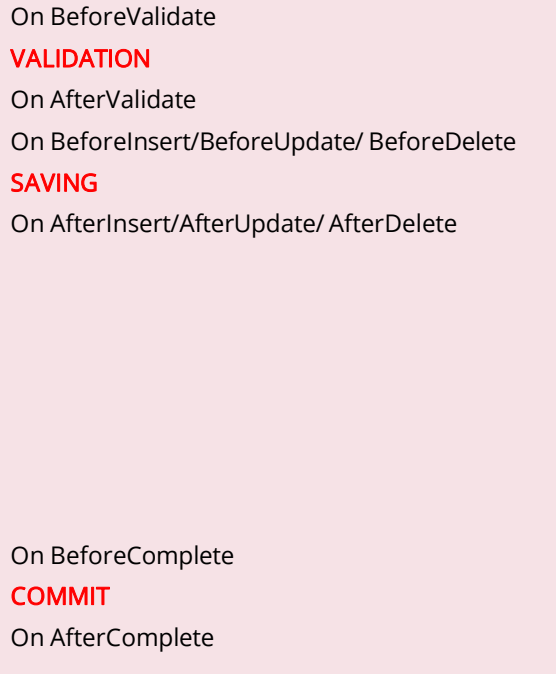 On BeforeValidate
VALIDATION
On AfterValidate
On BeforeInsert/BeforeUpdate/ BeforeDelete
SAVING
On AfterInsert/AfterUpdate/ AfterDelete
On BeforeComplete
COMMIT
On AfterComplete